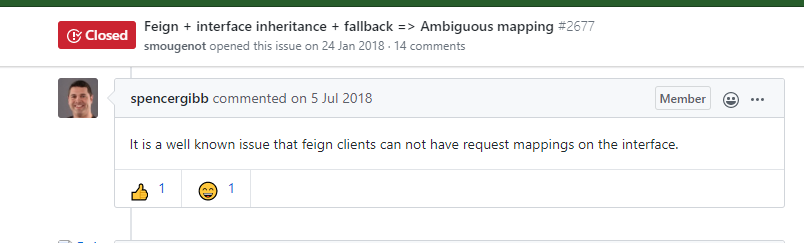 Closed
Feign + interface inheritance + fallback => Ambiguous mapping #2677
smougenot opened this issue on 24 Jan 2018 · 14 comments
spencergibb commented on 5 Jul 2018
Member
It is a well known issue that feign clients can not have request mappings on the interface.
1
1